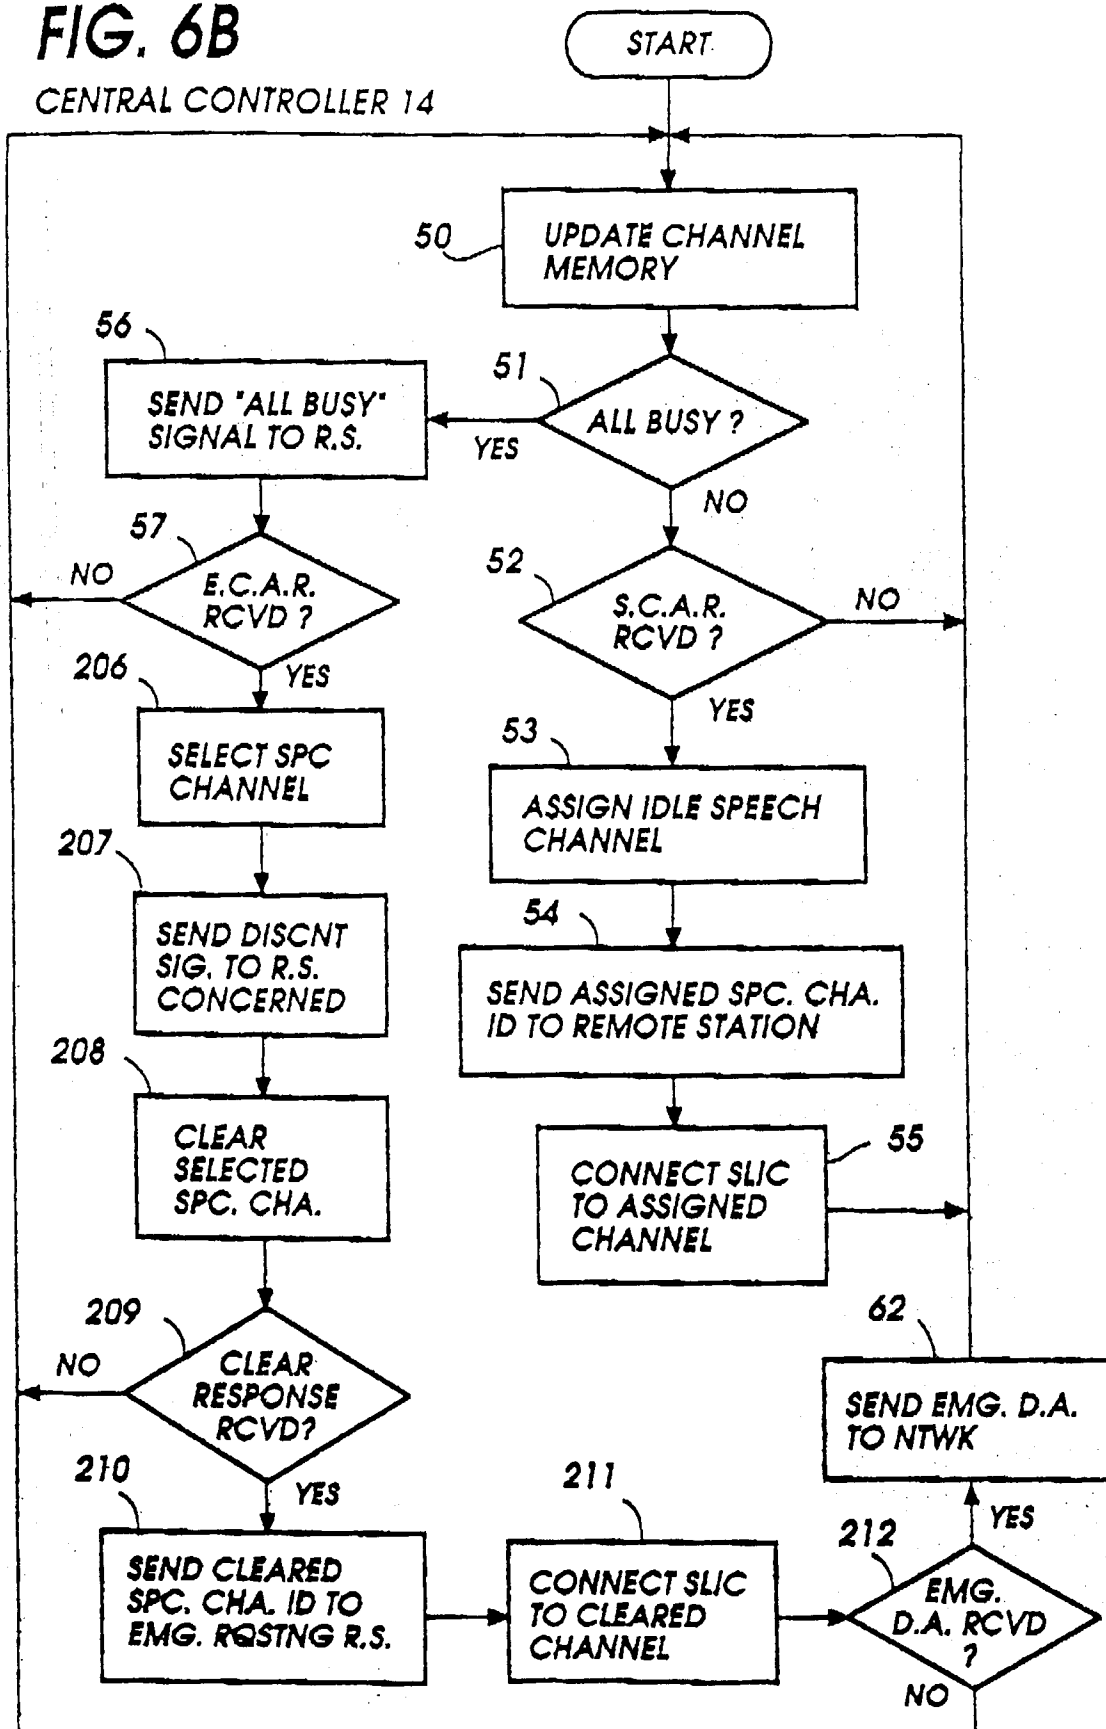 FIG. 6B
CENTRAL CONTROLLER 14
START
50
UPDATE CHANNEL
MEMORY
56
SEND "ALL BUSY"
SIGNAL TO R.S.
51
ALL BUSY ?
YES
NO
57
E.C.A.R.
RCVD ?
NO
YES
52
S.C.A.R.
RCVD ?
NO
YES
206
SELECT SPC
CHANNEL
53
ASSIGN IDLE SPEECH
CHANNEL
207
SEND DISCNT
SIG. TO R.S.
CONCERNED
54
SEND ASSIGNED SPC. CHA.
ID TO REMOTE STATION
208
CLEAR
SELECTED
SPC. CHA.
55
CONNECT SLIC
TO ASSIGNED
CHANNEL
209
CLEAR
RESPONSE
RCVD?
NO
YES
62
SEND EMG. D.A.
TO NTWK
210
SEND CLEARED
SPC. CHA. ID TO
EMG. RQSTNG R.S.
211
CONNECT SLIC
TO CLEARED
CHANNEL
212
EMG.
D.A. RCVD
?
YES
NO